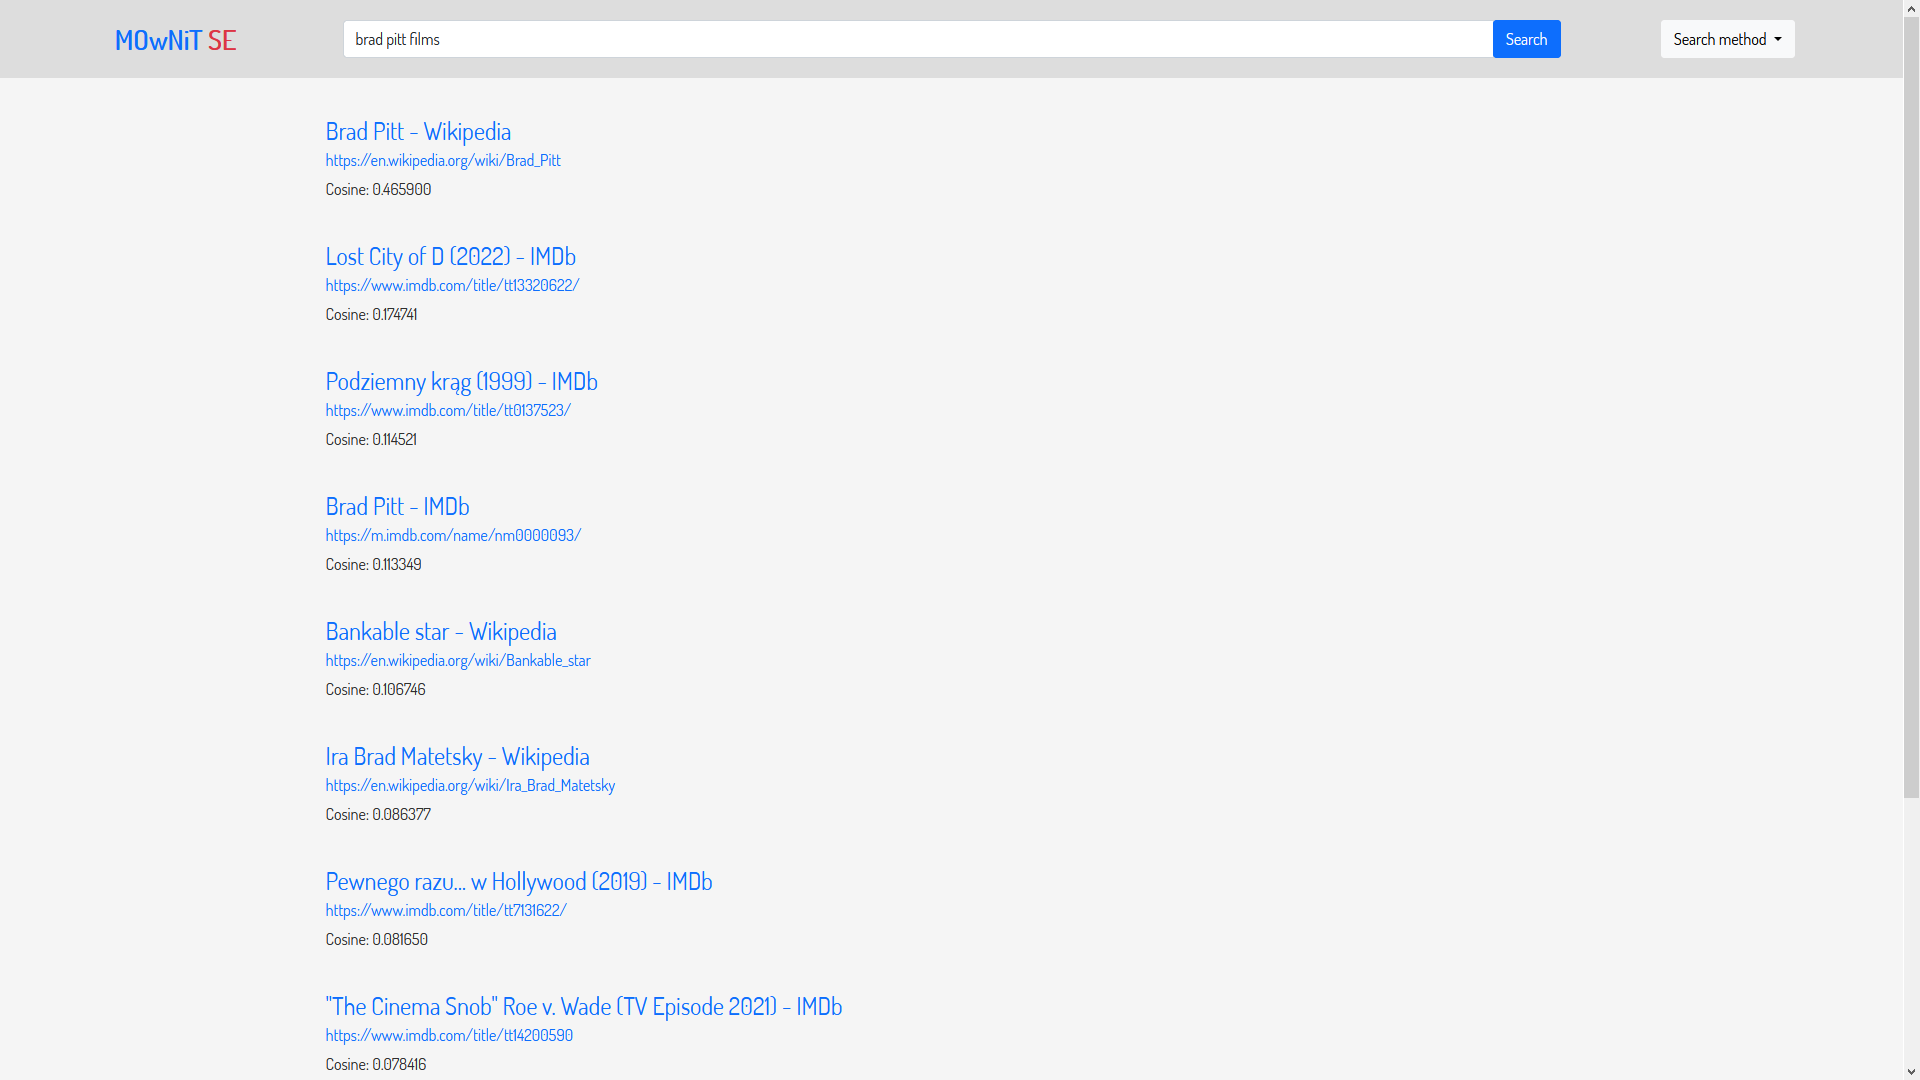 MOwNiT SE
brad pitt films
Search
Search method
Brad Pitt - Wikipedia
https://en.wikipedia.org/wiki/Brad_Pitt
Cosine: 0.465900
Lost City of D (2022) - IMDb
https://www.imdb.com/title/tt13320622/
Cosine: 0.174741
Podziemny krąg (1999) - IMDb
https://www.imdb.com/title/tt0137523/
Cosine: 0.114521
Brad Pitt - IMDb
https://m.imdb.com/name/nm0000093/
Cosine: 0.113349
Bankable star - Wikipedia
https://en.wikipedia.org/wiki/Bankable_star
Cosine: 0.106746
Ira Brad Matetsky - Wikipedia
https://en.wikipedia.org/wiki/Ira_Brad_Matetsky
Cosine: 0.086377
Pewnego razu... w Hollywood (2019) - IMDb
https://www.imdb.com/title/tt7131622/
Cosine: 0.081650
"The Cinema Snob" Roe v. Wade (TV Episode 2021) - IMDb
https://www.imdb.com/title/tt14200590
Cosine: 0.078416